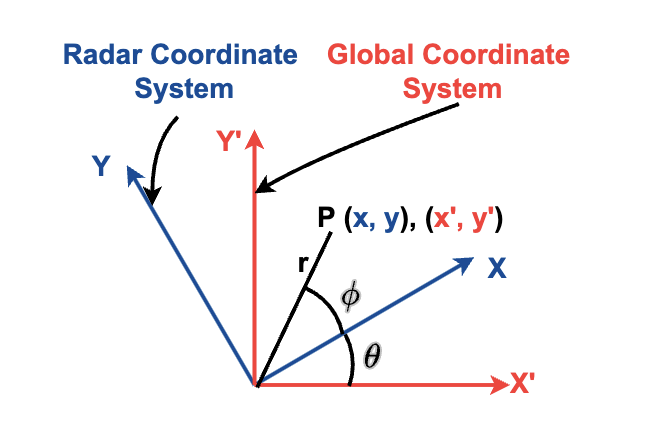 Radar Coordinate System
Global Coordinate System
Y'
Y
P (x, y), (x', y')
r
X
ϕ
θ
X'